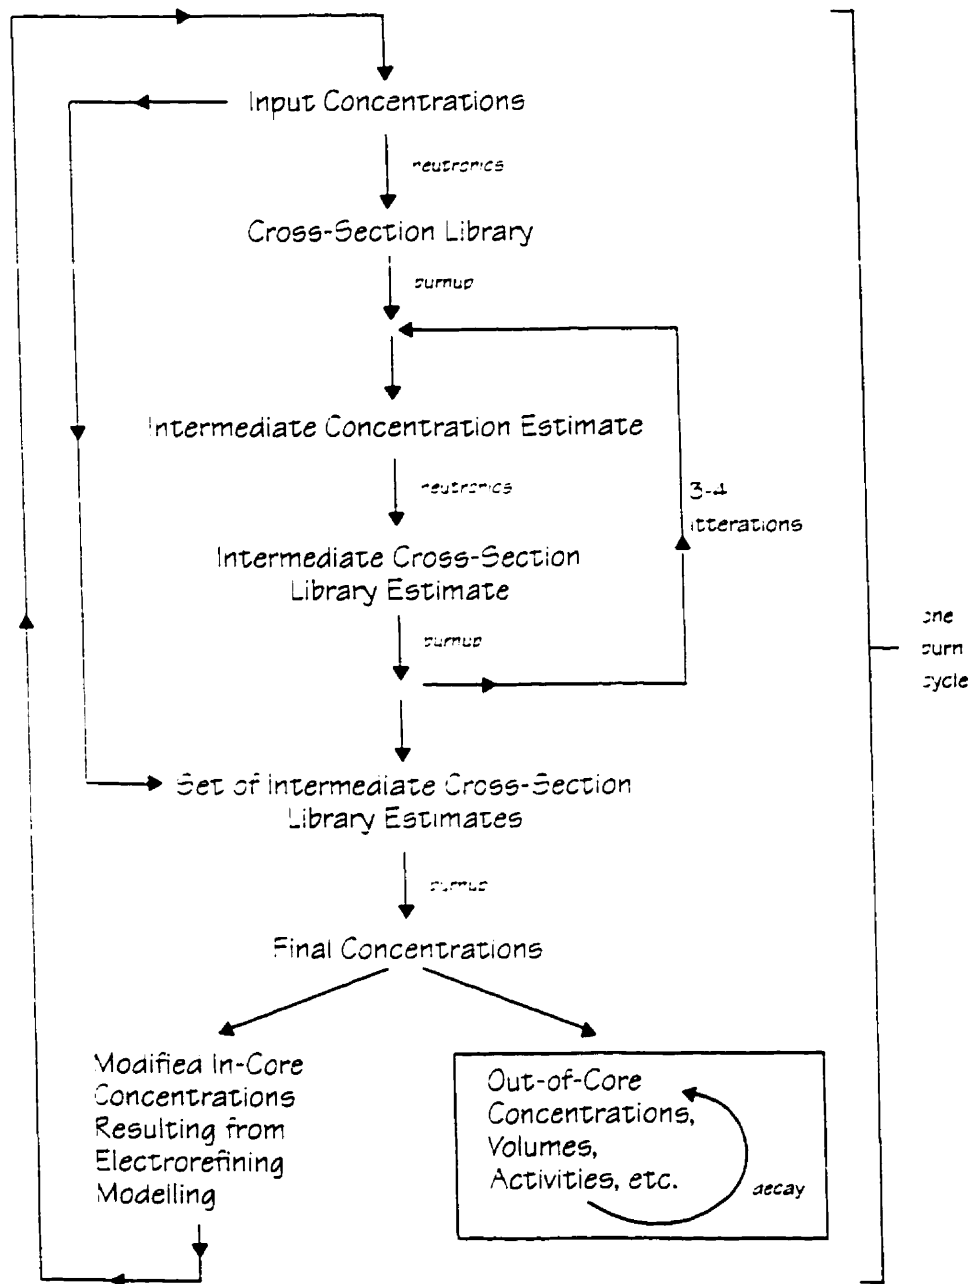 Input Concentrations
neutronics
Cross-Section Library
burnup
Intermediate Concentration Estimate
neutronics
3-4
itterations
Intermediate Cross-Section
Library Estimate
burnup
one
burn
cycle
Set of Intermediate Cross-Section
Library Estimates
burnup
Final Concentrations
Modified In-Core
Concentrations
Resulting from
Electrorefining
Modelling
Out-of-Core
Concentrations,
Volumes,
Activities, etc.
decay